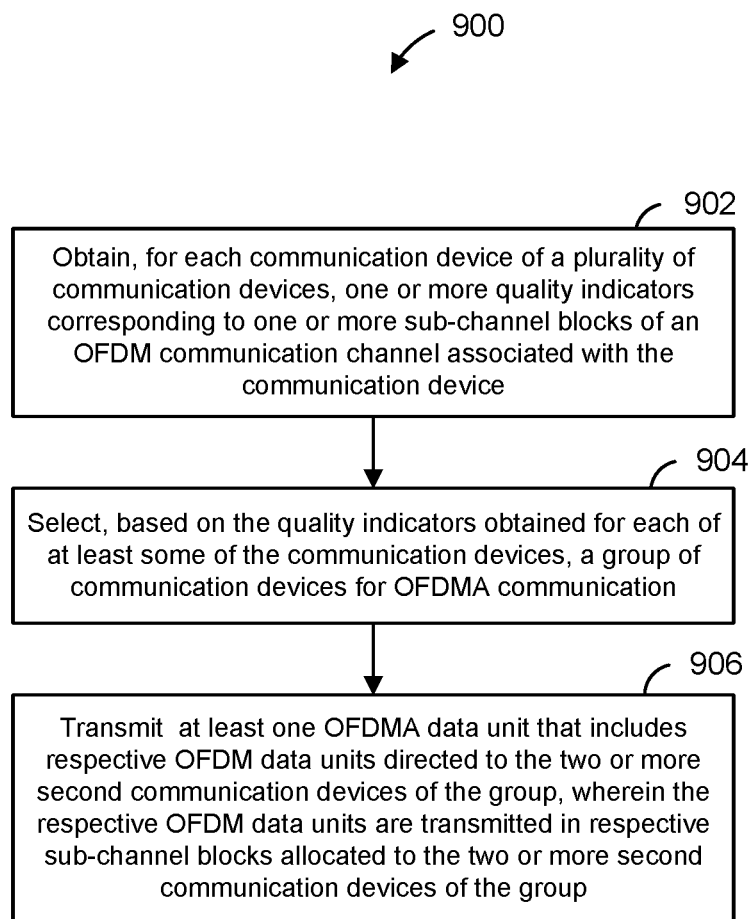 900
902
Obtain, for each communication device of a plurality of
communication devices, one or more quality indicators
corresponding to one or more sub-channel blocks of an
OFDM communication channel associated with the
communication device
904
Select, based on the quality indicators obtained for each of
at least some of the communication devices, a group of
communication devices for OFDMA communication
906
Transmit at least one OFDMA data unit that includes
respective OFDM data units directed to the two or more
second communication devices of the group, wherein the
respective OFDM data units are transmitted in respective
sub-channel blocks allocated to the two or more second
communication devices of the group